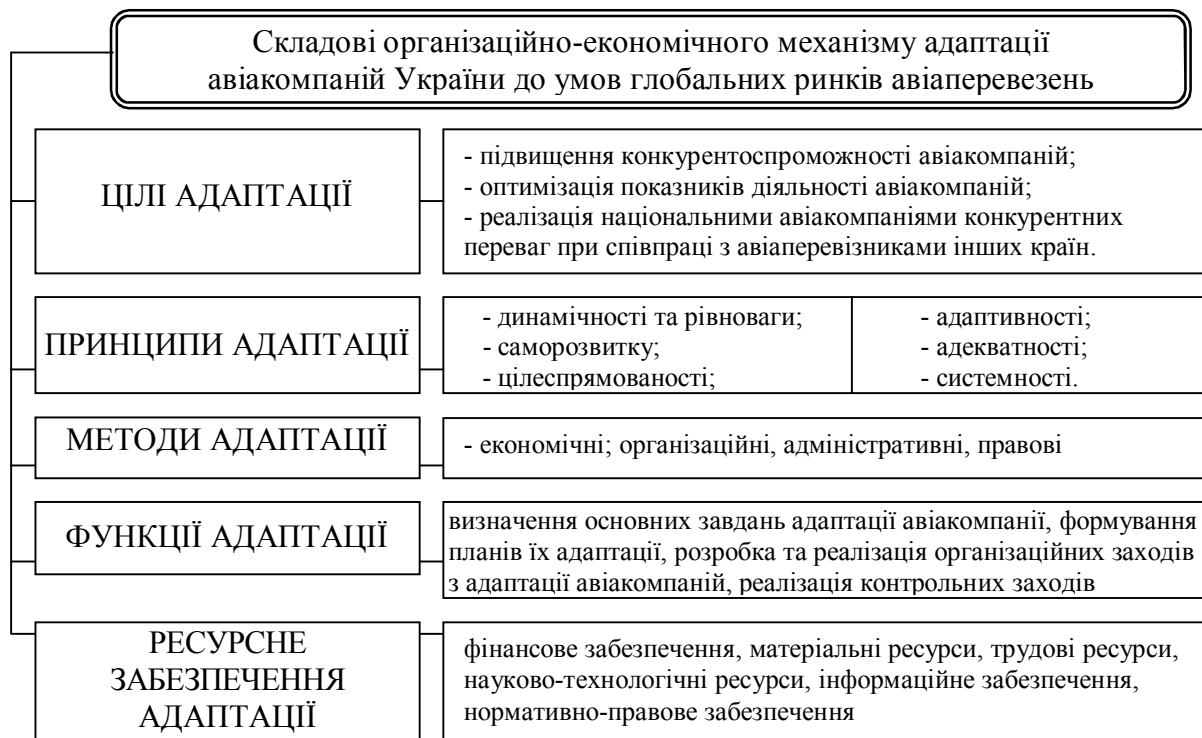 Складові організаційно-економічного механізму адаптації
авіакомпаній України до умов глобальних ринків авіаперевезень
ЦІЛІ АДАПТАЦІЇ
- підвищення конкурентоспроможності авіакомпаній;
- оптимізація показників діяльності авіакомпаній;
- реалізація національними авіакомпаніями конкурентних
переваг при співпраці з авіаперевізниками інших країн.
ПРИНЦИПИ АДАПТАЦІЇ
- динамічності та рівноваги;
- саморозвитку;
- цілеспрямованості;
- адаптивності;
- адекватності;
- системності.
МЕТОДИ АДАПТАЦІЇ
- економічні; організаційні, адміністративні, правові
ФУНКЦІЇ АДАПТАЦІЇ
визначення основних завдань адаптації авіакомпанії, формування
планів їх адаптації, розробка та реалізація організаційних заходів
з адаптації авіакомпаній, реалізація контрольних заходів
РЕСУРСНЕ
ЗАБЕЗПЕЧЕННЯ
АДАПТАЦІЇ
фінансове забезпечення, матеріальні ресурси, трудові ресурси,
науково-технологічні ресурси, інформаційне забезпечення,
нормативно-правове забезпечення